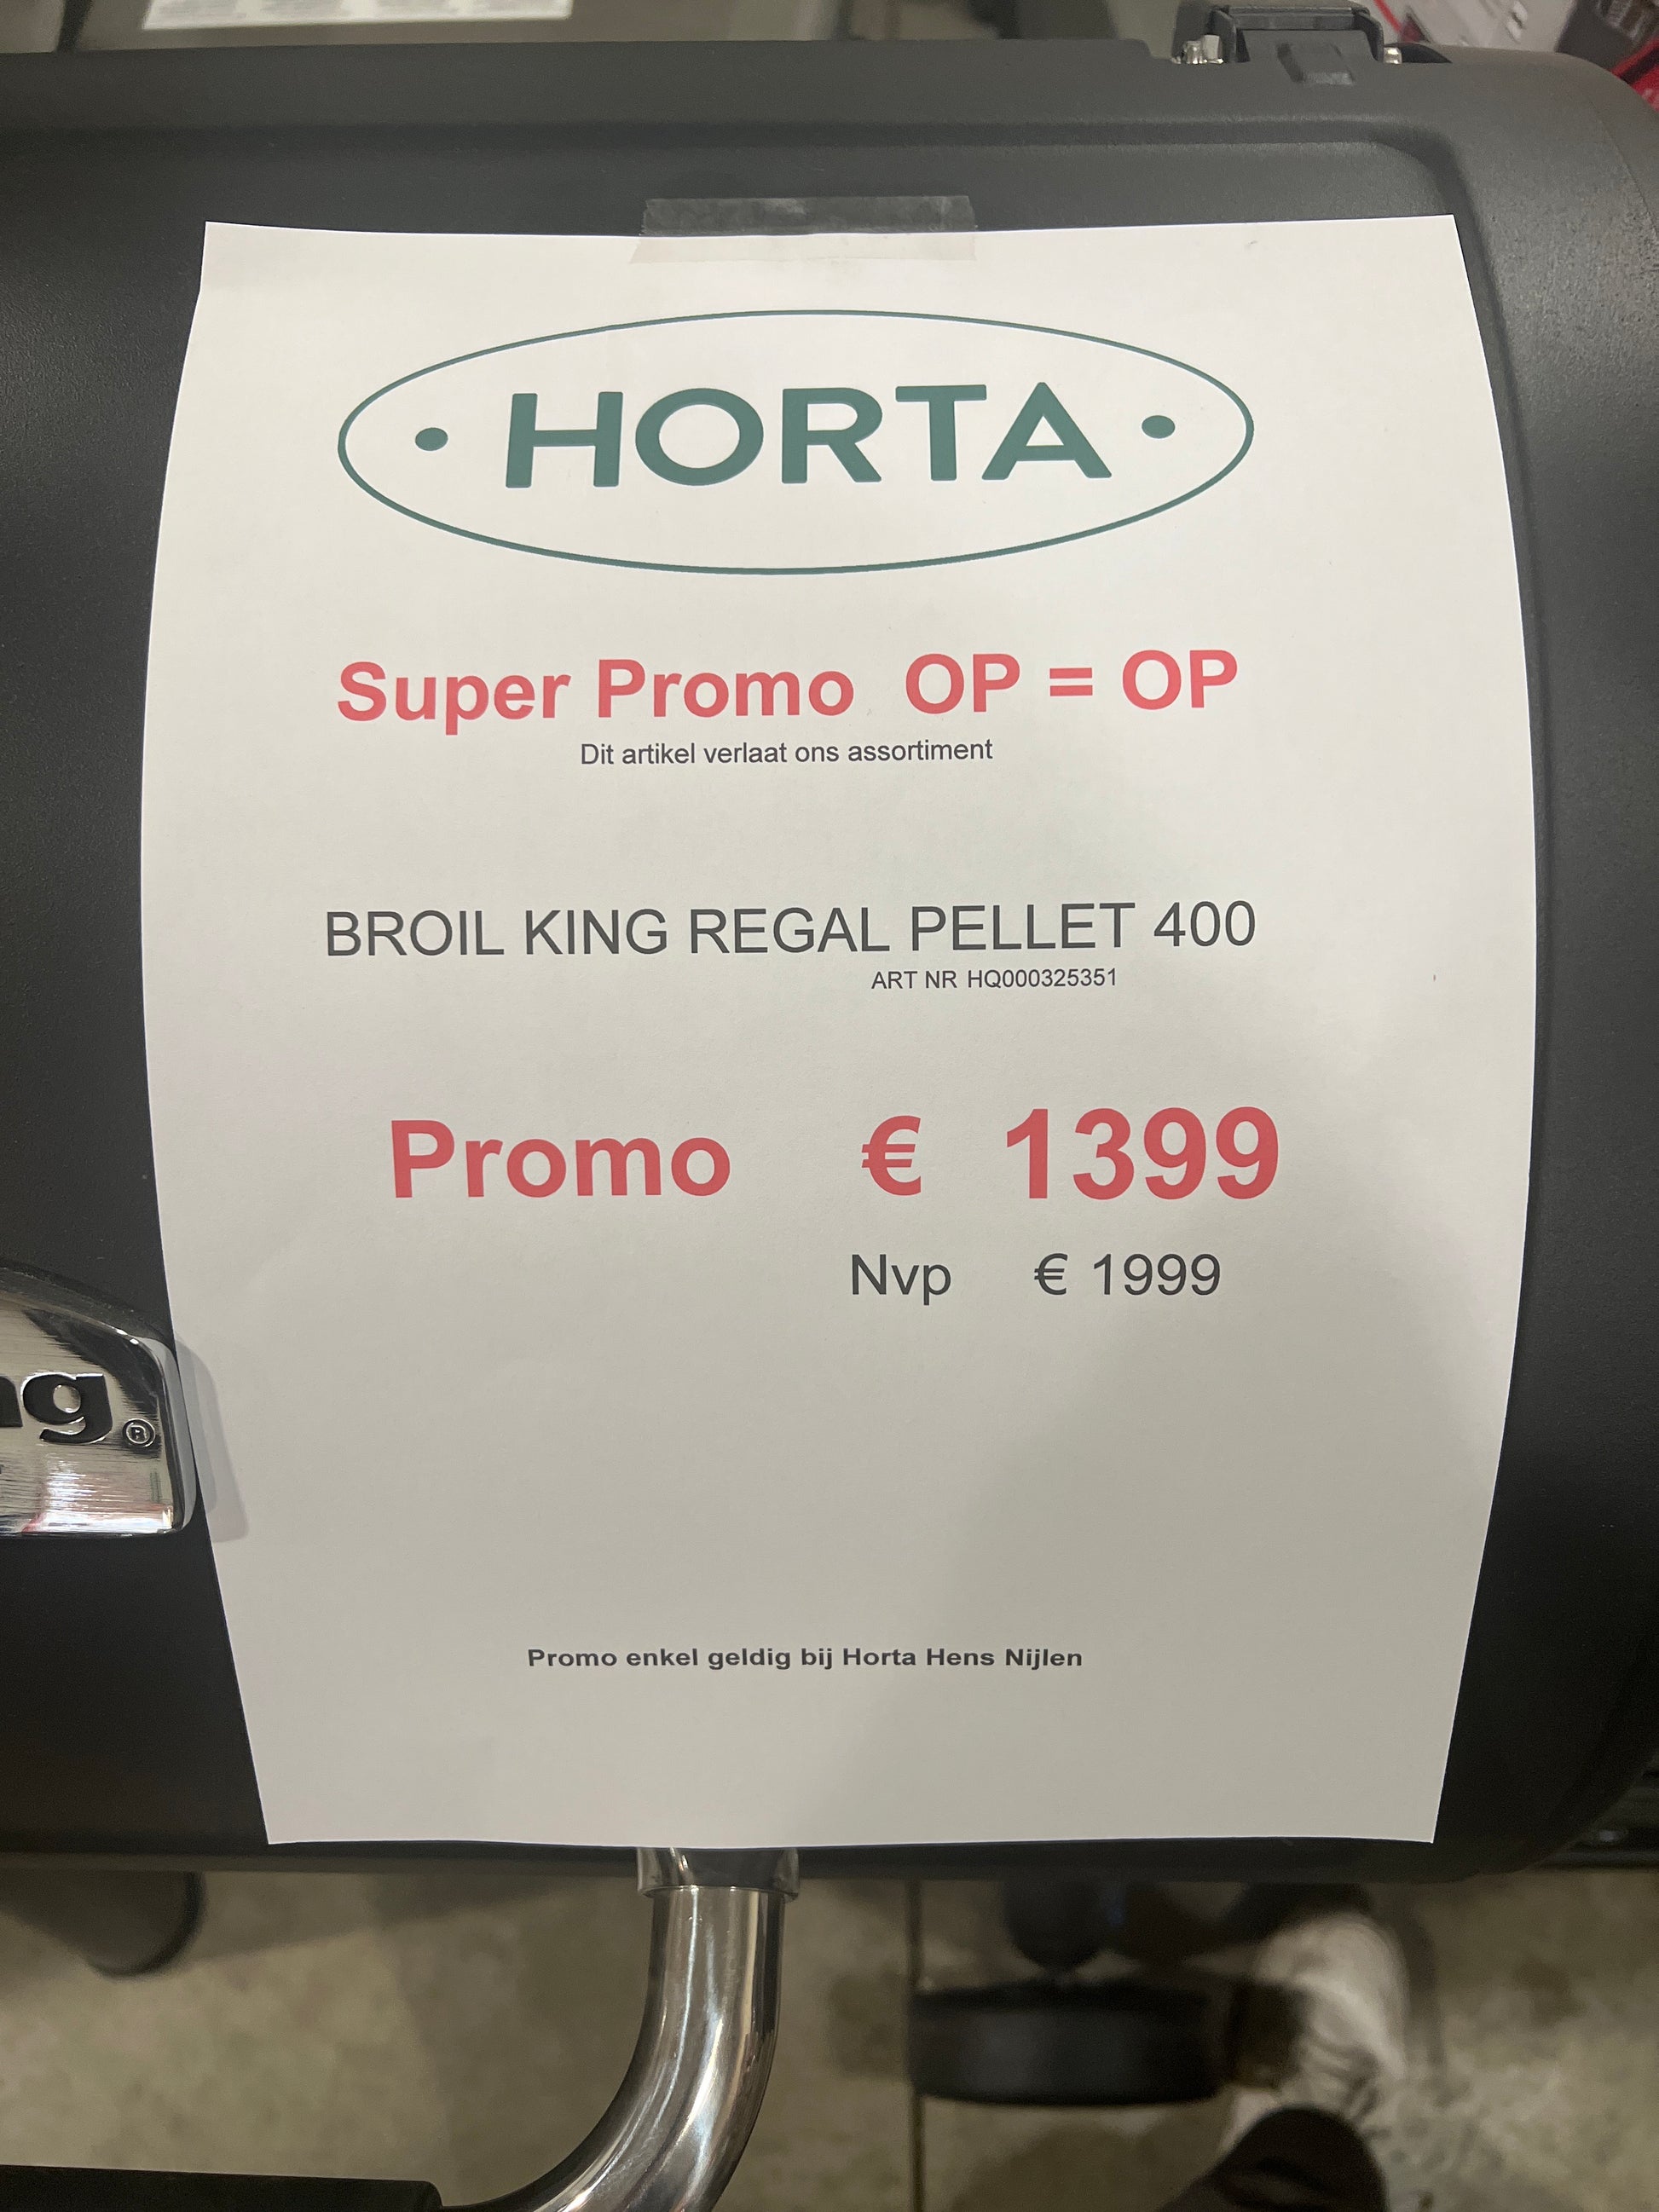 HORTA
Super Promo OP = OP
Dit artikel verlaat ons assortiment
BROIL KING REGAL PELLET 400
ART NR HQ000325351
Promo € 1399
Nvp € 1999
ng®
Promo enkel geldig bij Horta Hens Nijlen